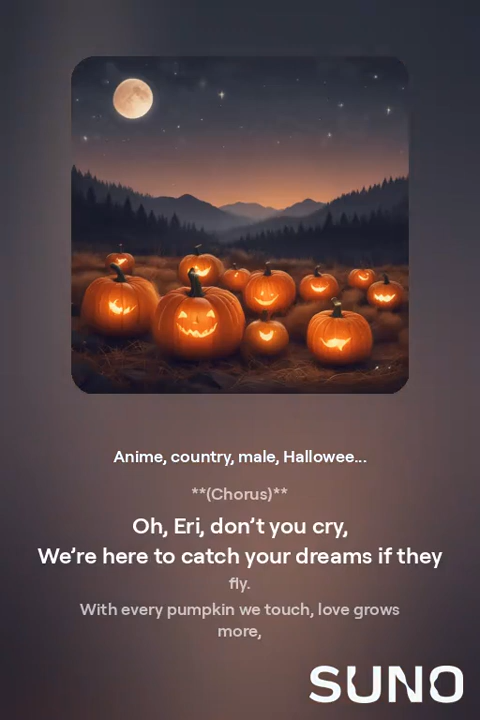 Anime, country, male, Hallowee...
**(Chorus)**
Oh, Eri, don’t you cry,
We’re here to catch your dreams if they
fly.
With every pumpkin we touch, love grows
more,
SUNO